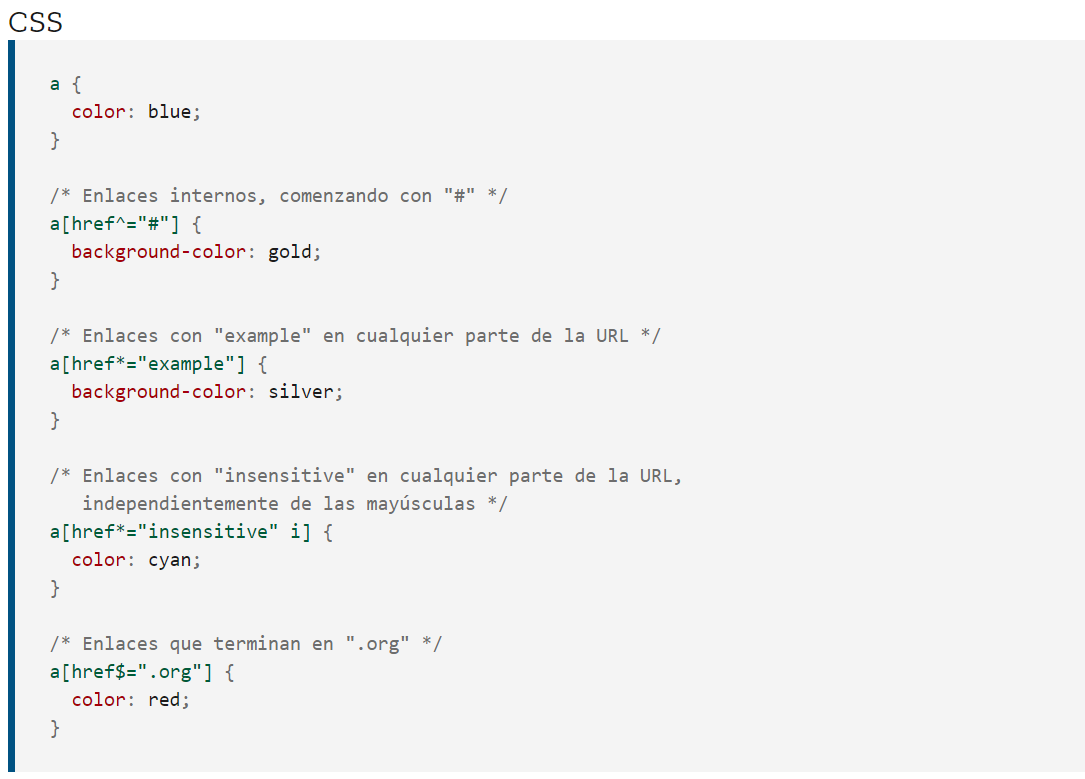 CSS
a {
  color: blue;
}
/* Enlaces internos, comenzando con "#" */
a[href^="#"] {
  background-color: gold;
}
/* Enlaces con "example" en cualquier parte de la URL */
a[href*="example"] {
  background-color: silver;
}
/* Enlaces con "insensitive" en cualquier parte de la URL,
   independientemente de las mayúsculas */
a[href*="insensitive" i] {
  color: cyan;
}
/* Enlaces que terminan en ".org" */
a[href$=".org"] {
  color: red;
}